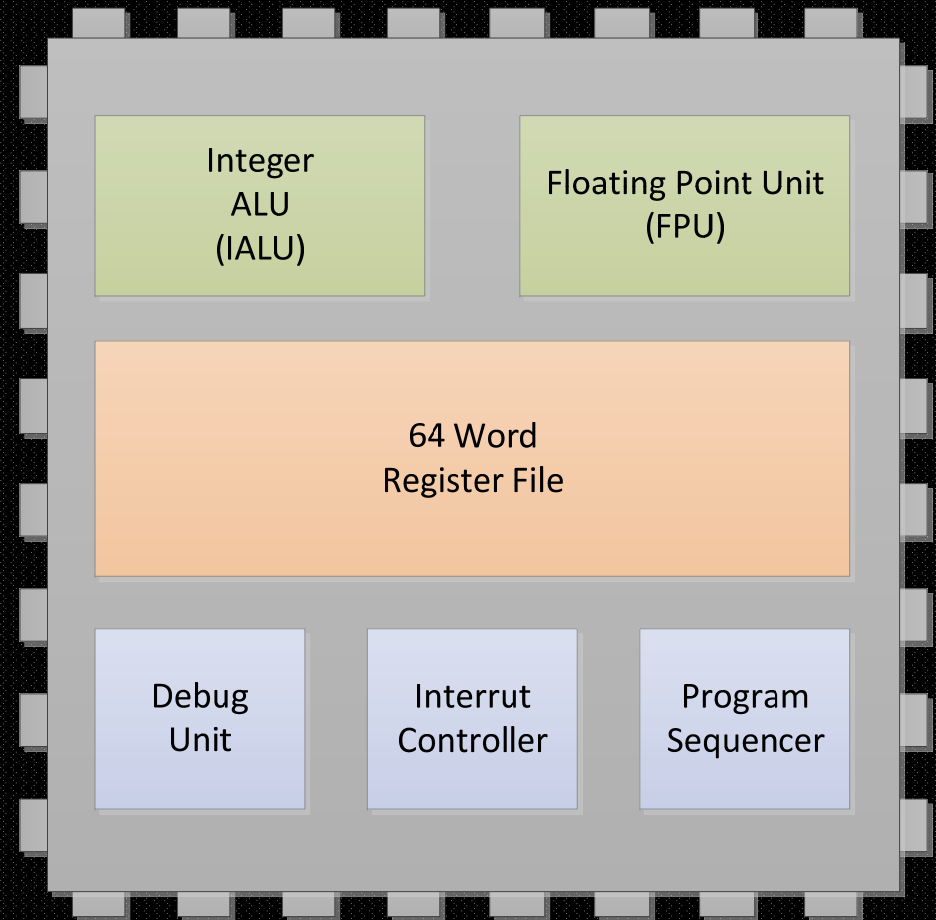 Integer
ALU
(IALU)
Floating Point Unit
(FPU)
64 Word
Register File
Debug
Unit
Interrut
Controller
Program
Sequencer